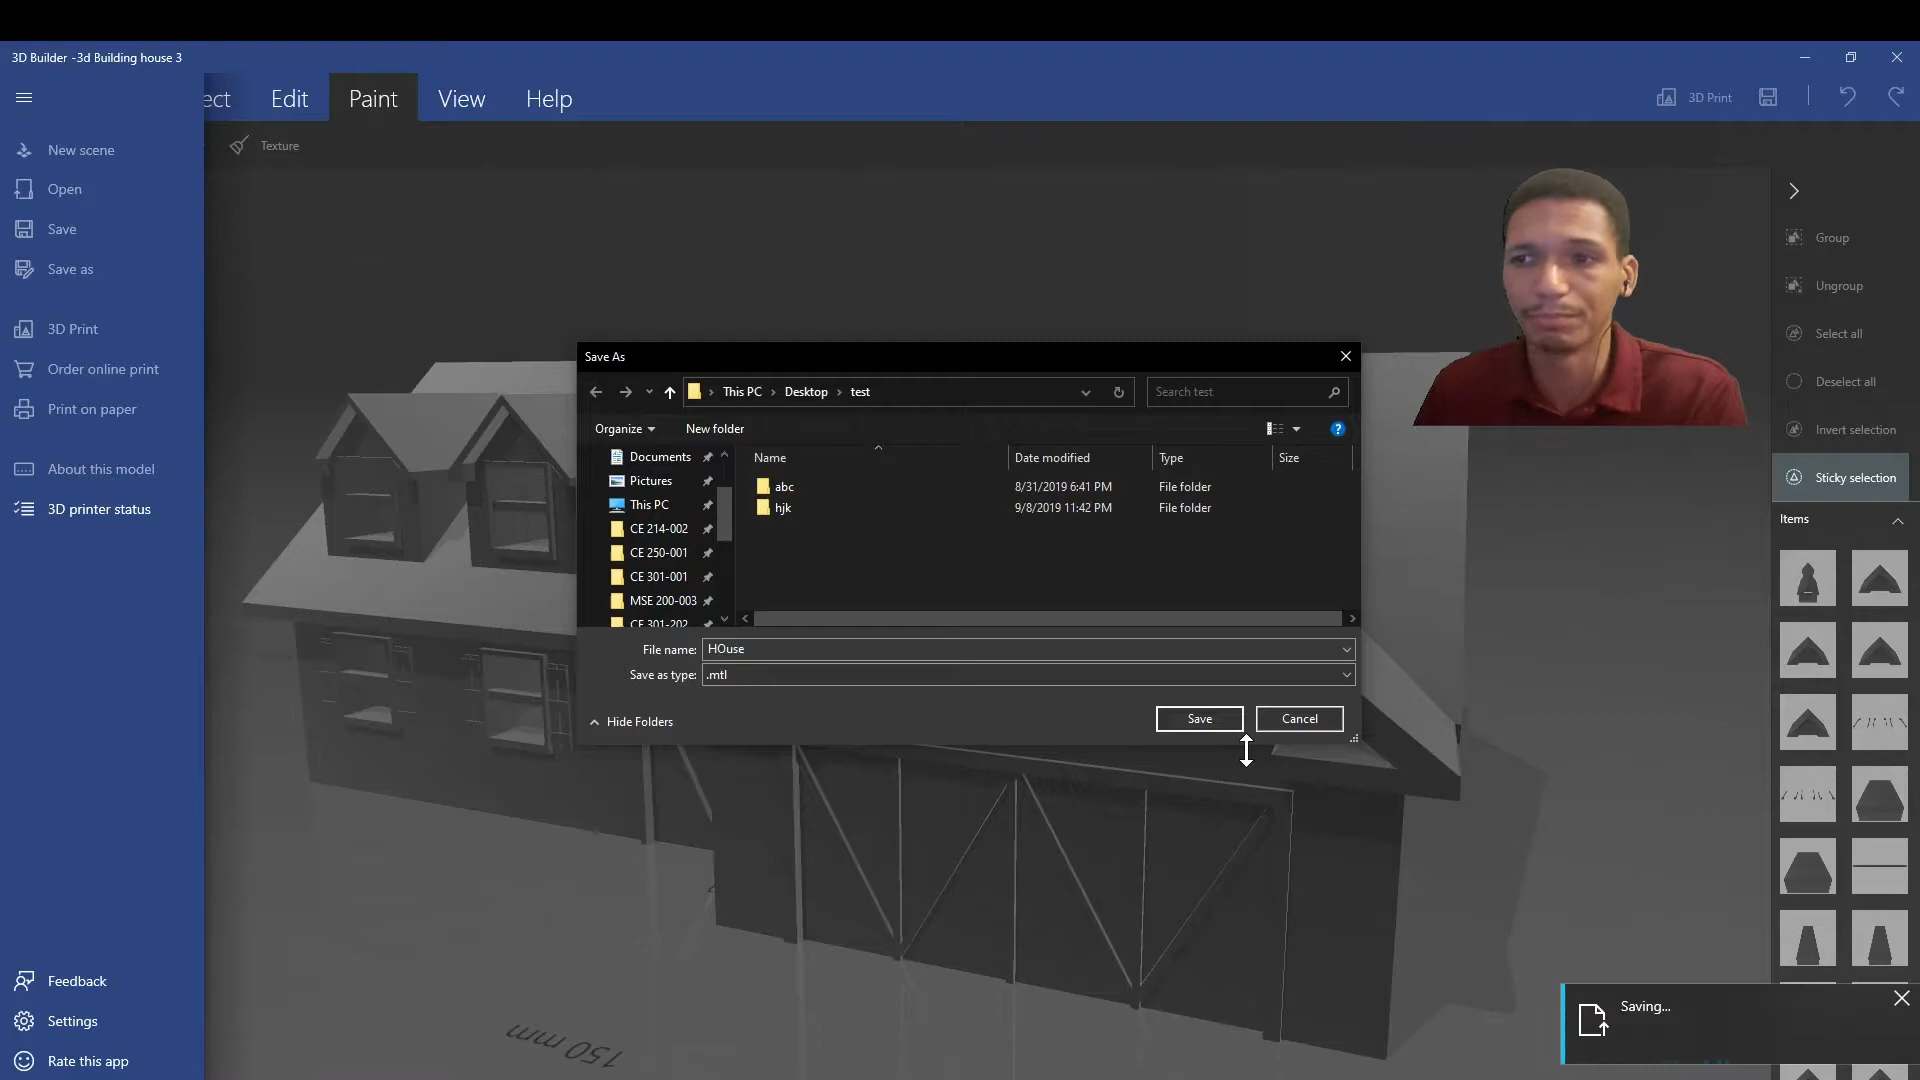 3D Builder -3d Building house 3
ect Edit Paint View Help
3D Print
Texture
New scene
Open
Save
Save as
3D Print
Order online print
Print on paper
About this model
3D printer status
Feedback
Settings
Rate this app
Save As
This PC > Desktop > test
Search test
Organize New folder
?
Documents
Pictures
This PC
CE 214-002
CE 250-001
CE 301-001
MSE 200-003
CE 301-202
Name Date modified Type Size
abc 8/31/2019 6:41 PM File folder
hjk 9/8/2019 11:42 PM File folder
File name: HOuse
Save as type: .mtl
Hide Folders
Save Cancel
Group
Ungroup
Select all
Deselect all
Invert selection
Sticky selection
Items
150 mm
Saving...